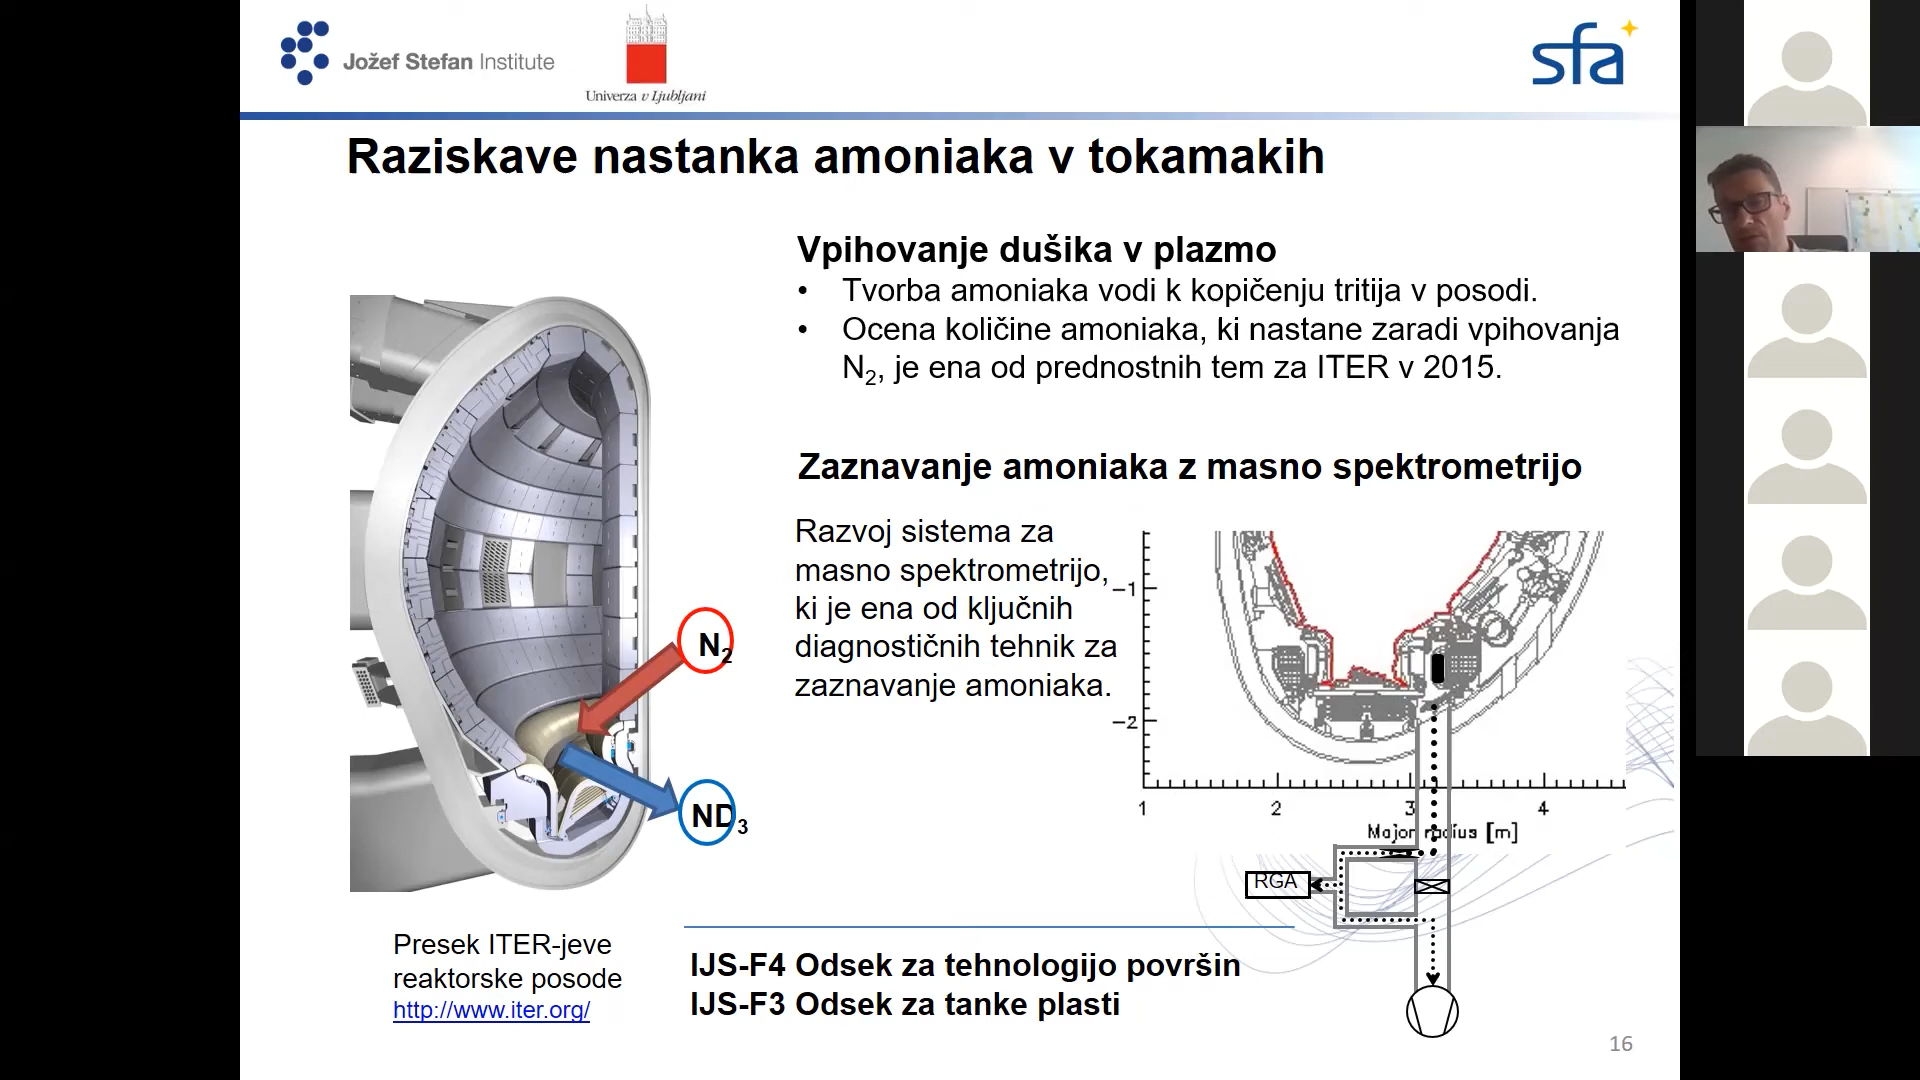 Jožef Stefan Institute
Univerza v Ljubljani
sfa
Raziskave nastanka amoniaka v tokamakih
Vpihovanje dušika v plazmo
• Tvorba amoniaka vodi k kopičenju tritija v posodi.
• Ocena količine amoniaka, ki nastane zaradi vpihovanja
N2, je ena od prednostnih tem za ITER v 2015.
Zaznavanje amoniaka z masno spektrometrijo
Razvoj sistema za
masno spektrometrijo,
ki je ena od ključnih
diagnostičnih tehnik za
zaznavanje amoniaka.
N2
ND3
-1
-2
1 2 3 4
Major radius [m]
RGA
Presek ITER-jeve
reaktorske posode
http://www.iter.org/
IJS-F4 Odsek za tehnologijo površin
IJS-F3 Odsek za tanke plasti
16